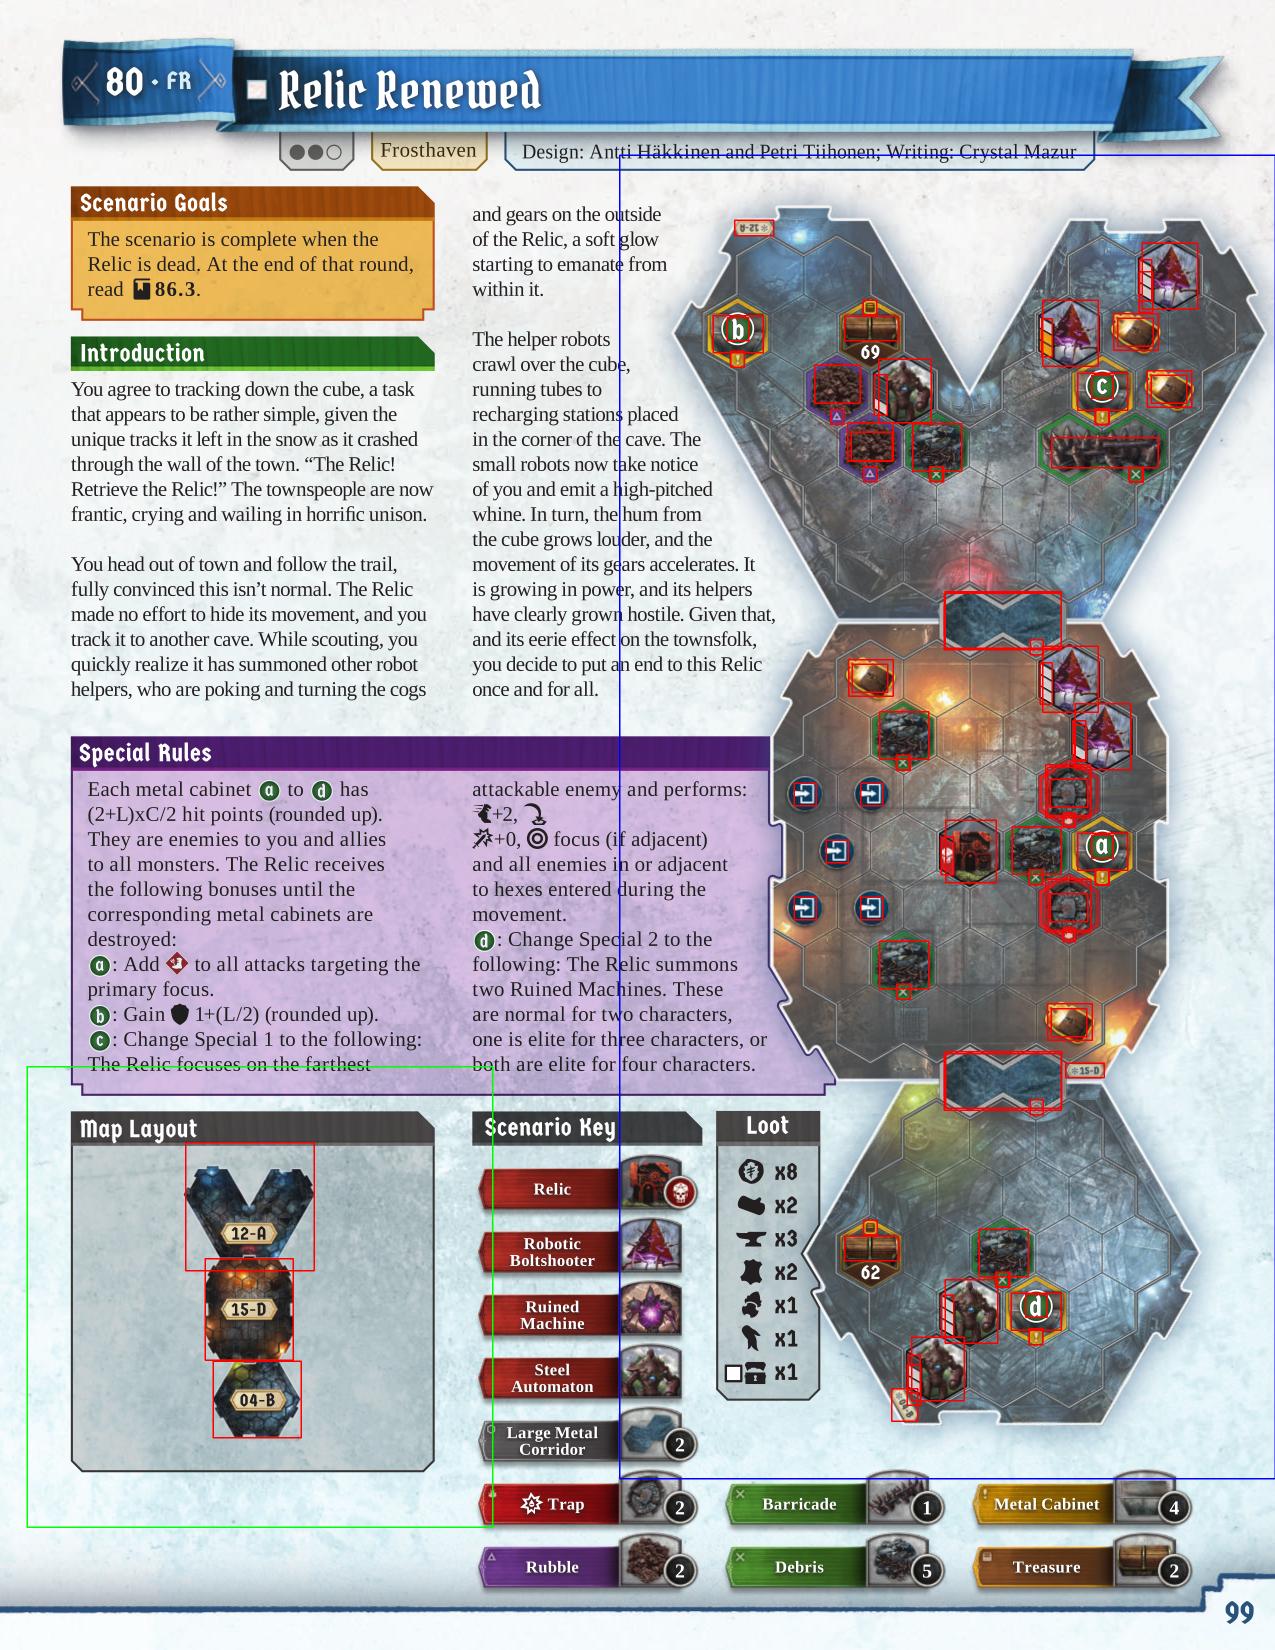 80 · FR
Relic Renewed
Frosthaven
Design: Antti Häkkinen and Petri Tiihonen; Writing: Crystal Mazur
Scenario Goals
The scenario is complete when the
Relic is dead. At the end of that round,
read 86.3.
Introduction
You agree to tracking down the cube, a task
that appears to be rather simple, given the
unique tracks it left in the snow as it crashed
through the wall of the town. “The Relic!
Retrieve the Relic!” The townspeople are now
frantic, crying and wailing in horrific unison.
You head out of town and follow the trail,
fully convinced this isn’t normal. The Relic
made no effort to hide its movement, and you
track it to another cave. While scouting, you
quickly realize it has summoned other robot
helpers, who are poking and turning the cogs
and gears on the outside
of the Relic, a soft glow
starting to emanate from
within it.
The helper robots
crawl over the cube,
running tubes to
recharging stations placed
in the corner of the cave. The
small robots now take notice
of you and emit a high-pitched
whine. In turn, the hum from
the cube grows louder, and the
movement of its gears accelerates. It
is growing in power, and its helpers
have clearly grown hostile. Given that,
and its eerie effect on the townsfolk,
you decide to put an end to this Relic
once and for all.
Special Rules
Each metal cabinet a to d has
(2+L)xC/2 hit points (rounded up).
They are enemies to you and allies
to all monsters. The Relic receives
the following bonuses until the
corresponding metal cabinets are
destroyed:
a: Add to all attacks targeting the
primary focus.
b: Gain 1+(L/2) (rounded up).
c: Change Special 1 to the following:
The Relic focuses on the farthest
attackable enemy and performs:
+2,
+0, focus (if adjacent)
and all enemies in or adjacent
to hexes entered during the
movement.
d: Change Special 2 to the
following: The Relic summons
two Ruined Machines. These
are normal for two characters,
one is elite for three characters, or
both are elite for four characters.
12-A
b
69
c
a
15-D
62
d
04-B
Map Layout
12-A
15-D
04-B
Scenario Key
Relic
Robotic
Boltshooter
Ruined
Machine
Steel
Automaton
Large Metal
Corridor
2
Trap
2
Rubble
2
Loot
x8
x2
x3
x2
x1
x1
x1
Barricade
1
Debris
5
Metal Cabinet
4
Treasure
2
99